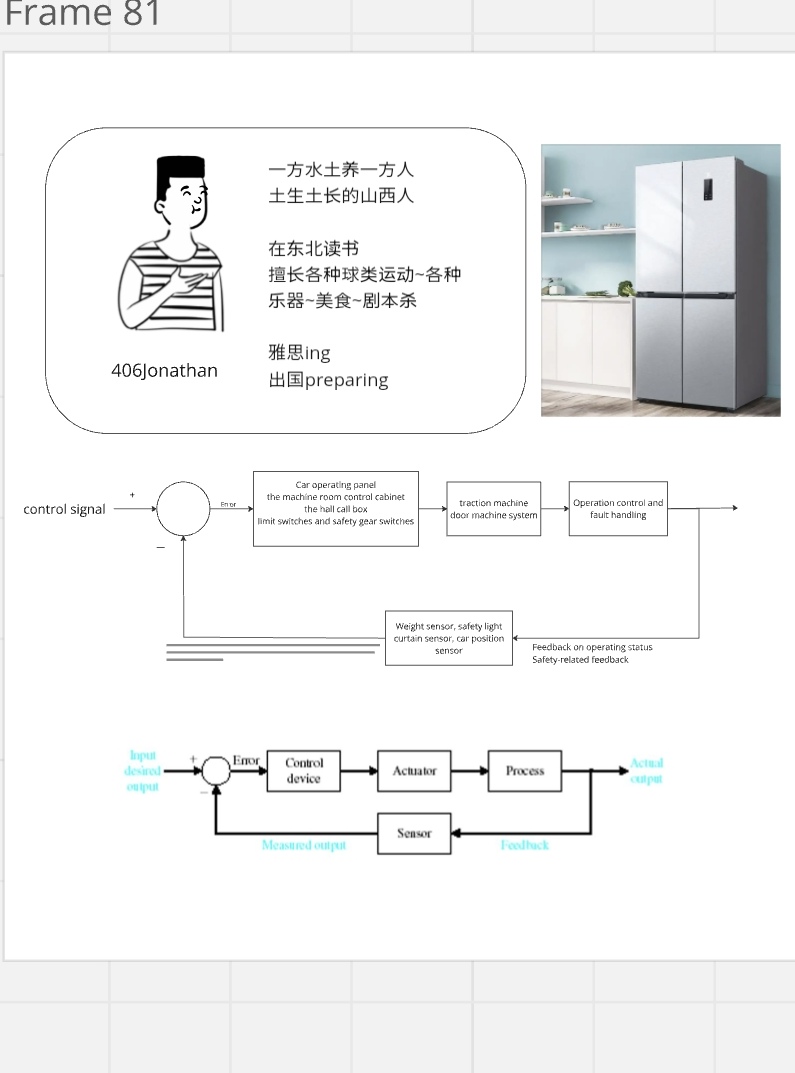 Frame 81
一方水土养一方人
土生土长的山西人
在东北读书
擅长各种球类运动~各种
乐器~美食~剧本杀
雅思ing
出国preparing
406Jonathan
control signal
+
Error
−
Car operating panel
the machine room control cabinet
the hall call box
limit switches and safety gear switches
traction machine
door machine system
Operation control and
fault handling
Weight sensor, safety light
curtain sensor, car position
sensor
Feedback on operating status
Safety-related feedback
Input
desired
output
+
−
Error
Control
device
Actuator
Process
Actual
output
Sensor
Measured output
Feedback